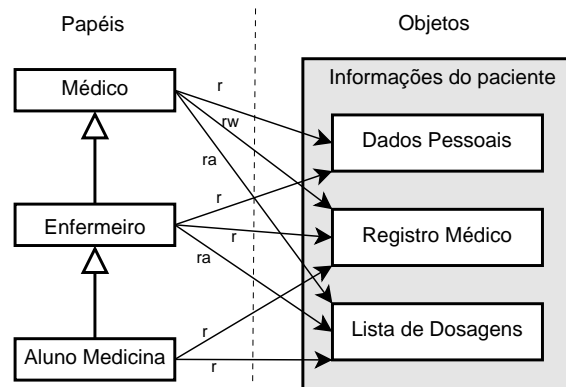 Papéis
Objetos
Informações do paciente
Médico
r
Dados Pessoais
rw
ra
r
Enfermeiro
Registro Médico
r
ra
Lista de Dosagens
r
Aluno Medicina
r